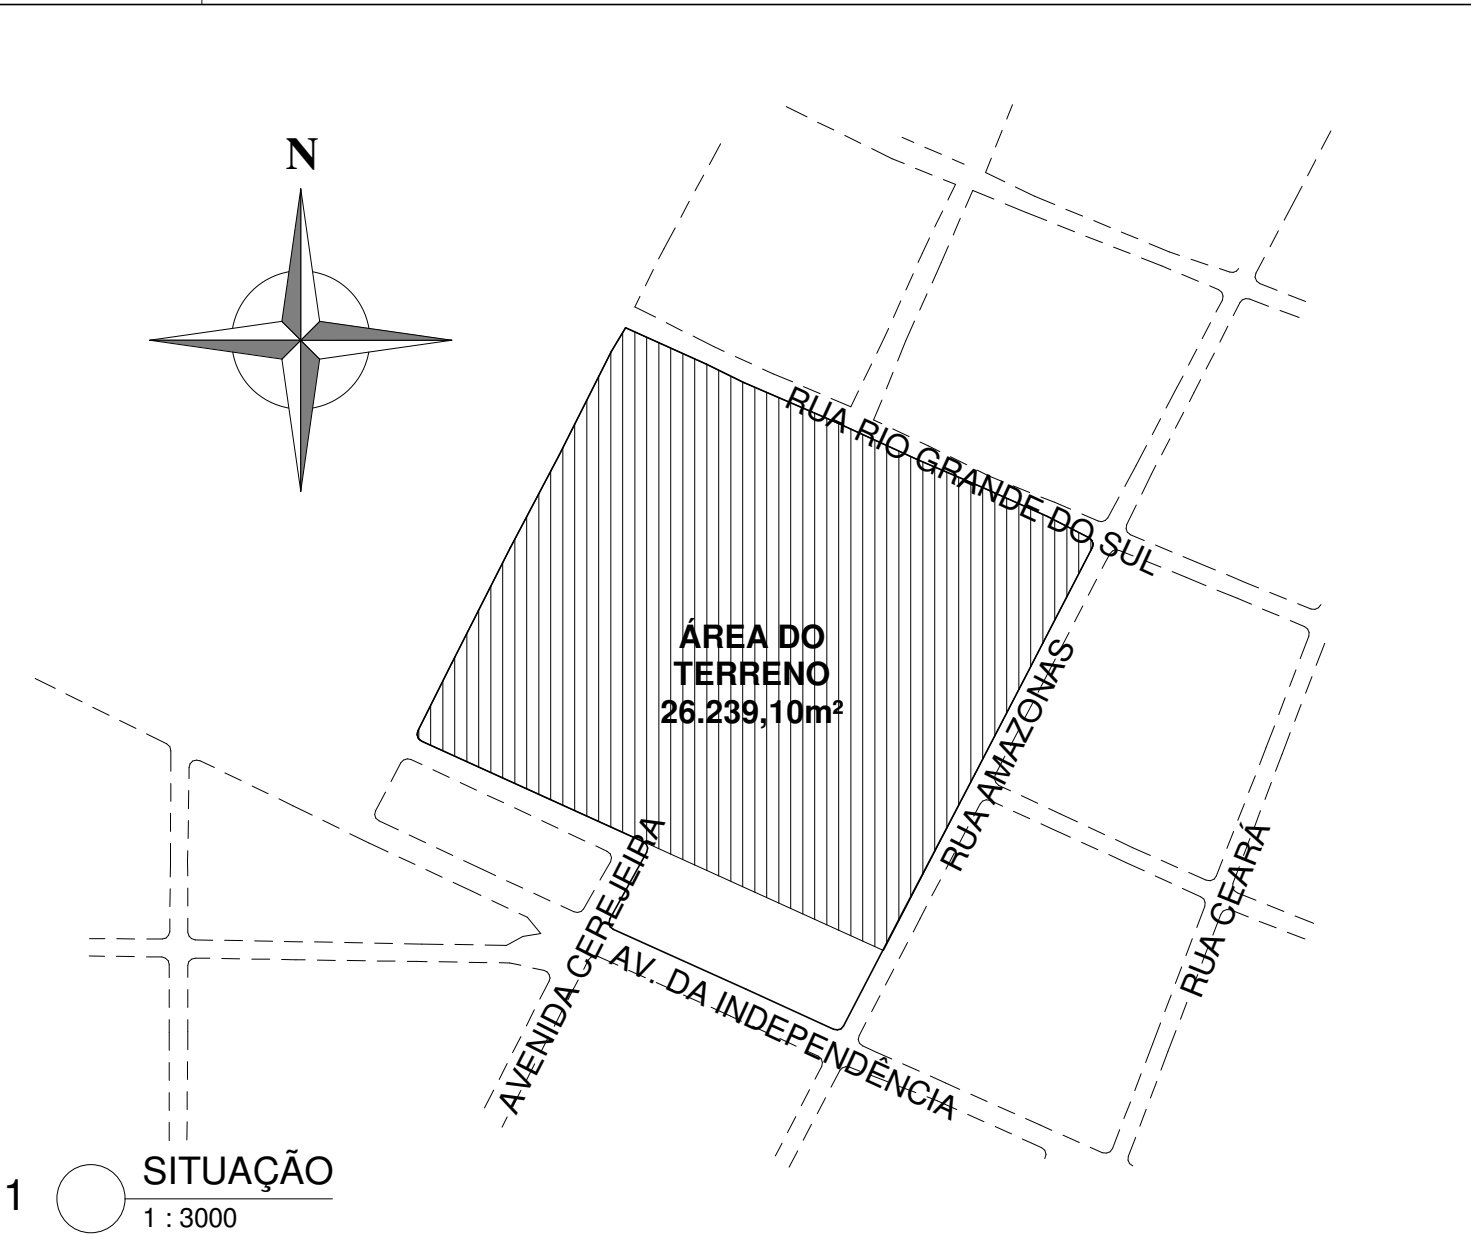 N
RUA RIO GRANDE DO SUL
ÁREA DO
TERRENO
26.239,10m²
RUA AMAZONAS
RUA CEARÁ
AVENIDA CEREJEIRA
AV. DA INDEPENDÊNCIA
1
SITUAÇÃO
1 : 3000